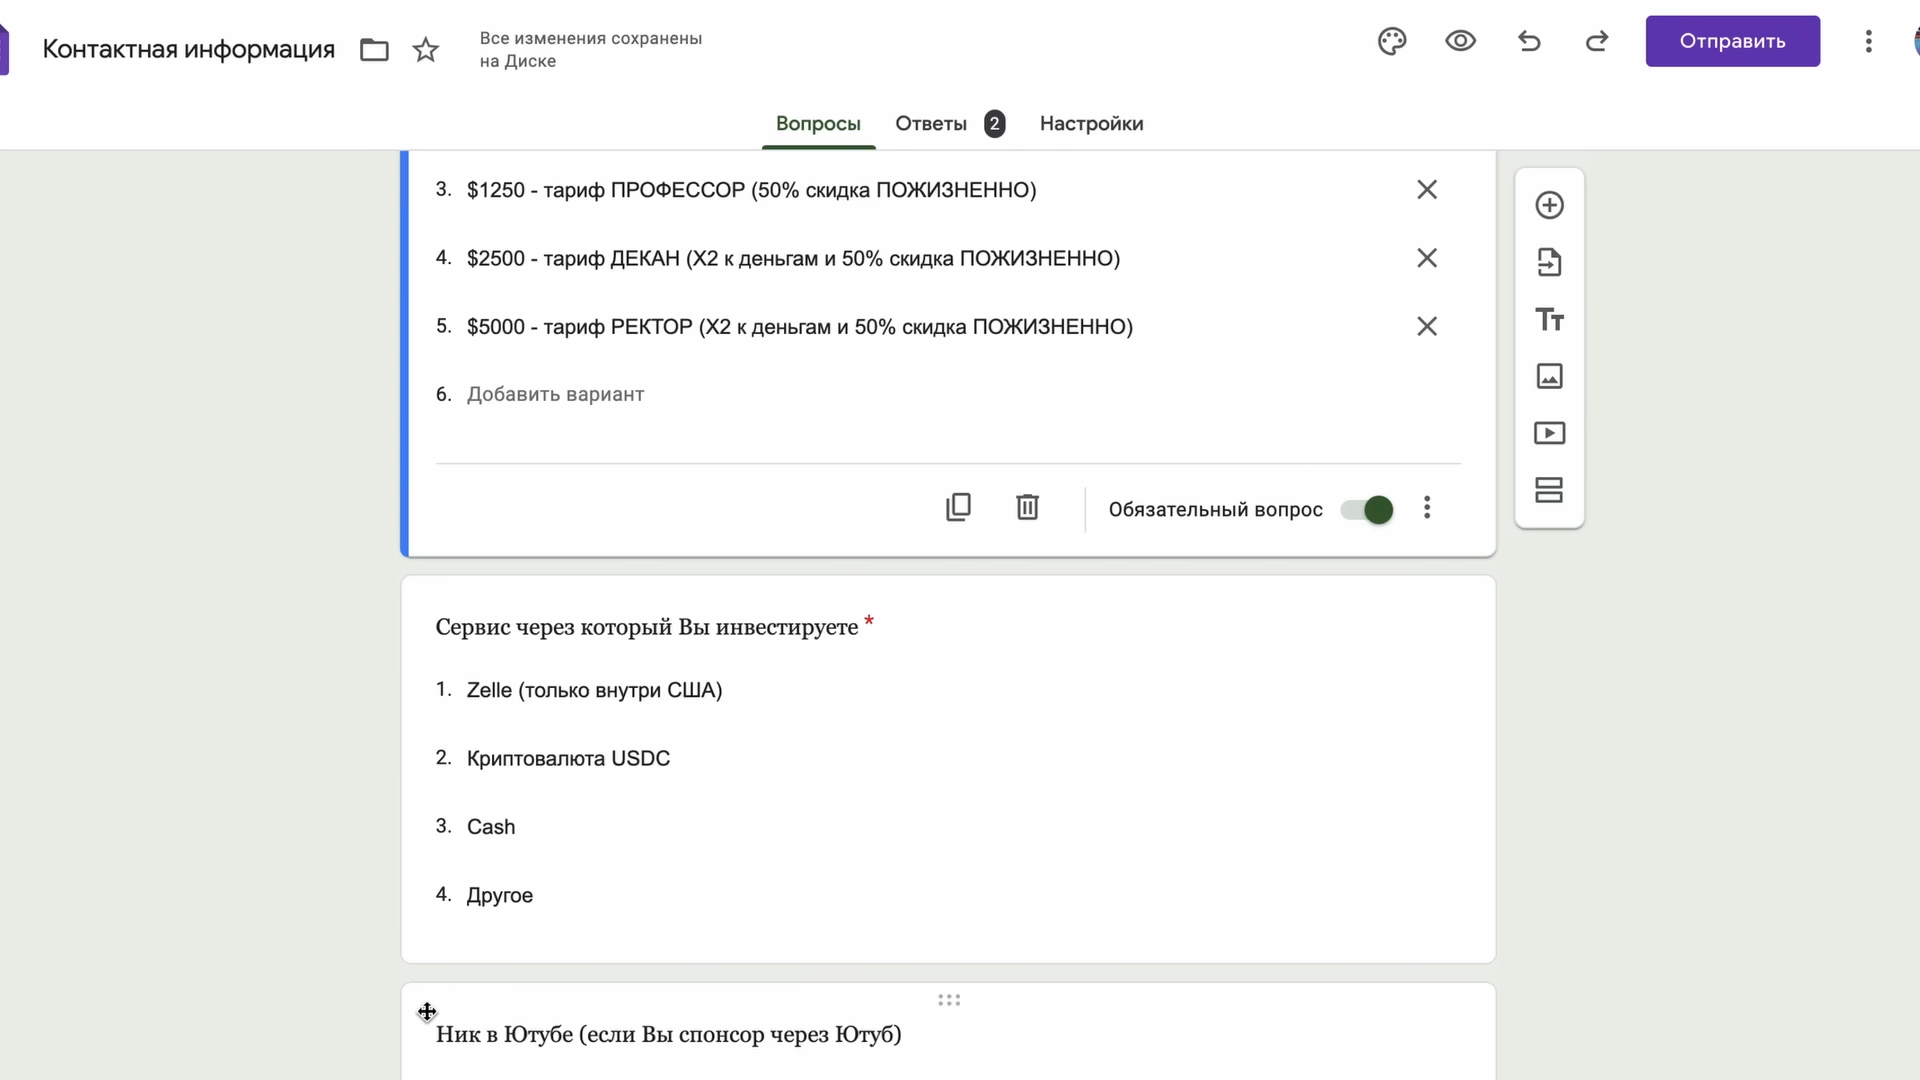 Контактная информация
Все изменения сохранены
на Диске
Отправить
Вопросы
Ответы 2
Настройки
3. $1250 - тариф ПРОФЕССОР (50% скидка ПОЖИЗНЕННО)
4. $2500 - тариф ДЕКАН (X2 к деньгам и 50% скидка ПОЖИЗНЕННО)
5. $5000 - тариф РЕКТОР (X2 к деньгам и 50% скидка ПОЖИЗНЕННО)
6. Добавить вариант
Обязательный вопрос
Сервис через который Вы инвестируете *
1. Zelle (только внутри США)
2. Криптовалюта USDC
3. Cash
4. Другое
Ник в Ютубе (если Вы спонсор через Ютуб)